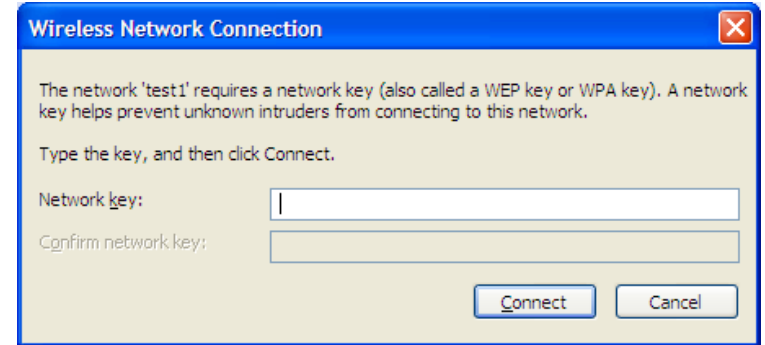 Wireless Network Connection
The network 'test1' requires a network key (also called a WEP key or WPA key). A network
key helps prevent unknown intruders from connecting to this network.
Type the key, and then click Connect.
Network key:
Confirm network key:
Connect Cancel